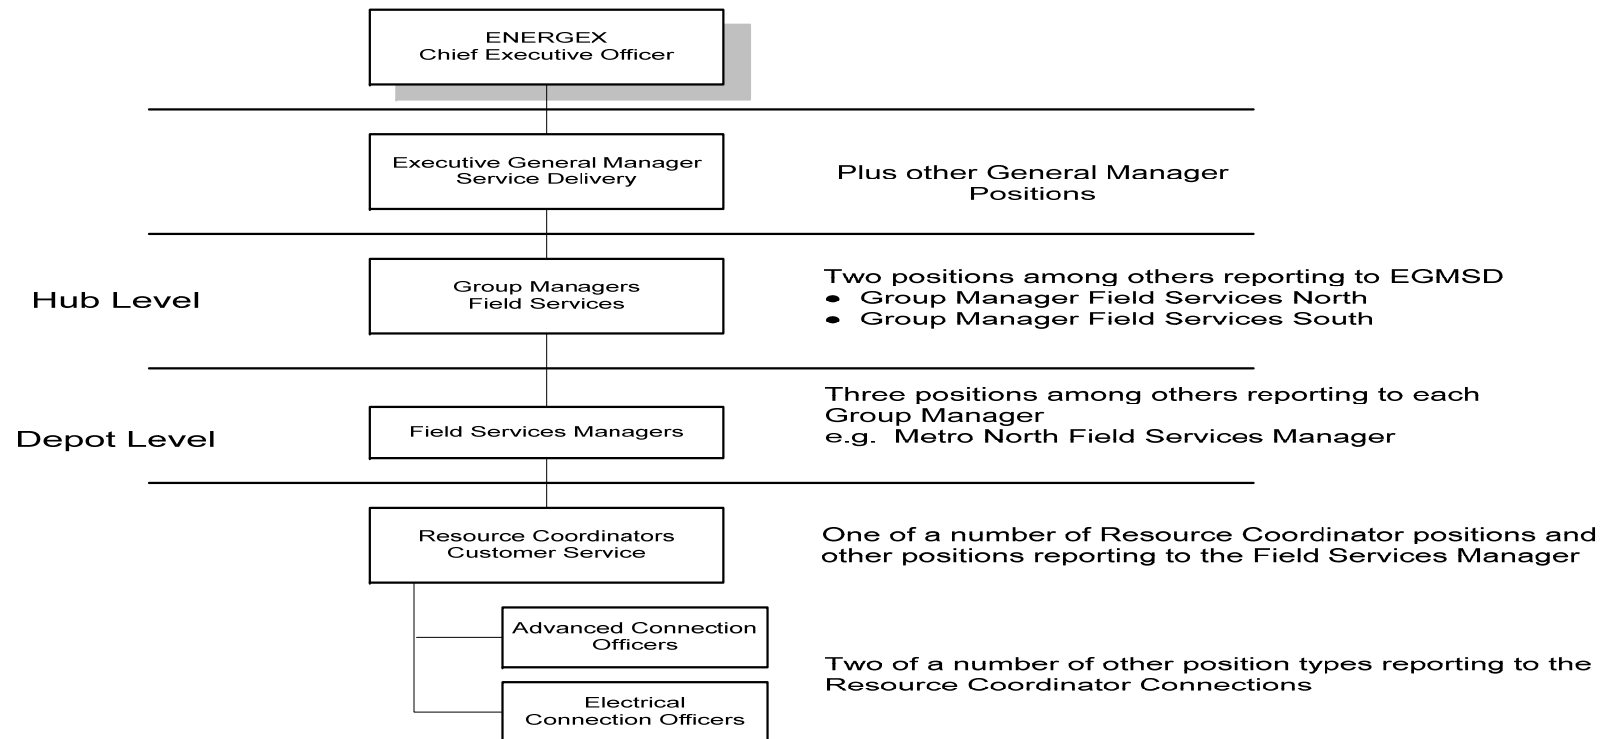 ENERGEX
Chief Executive Officer
Executive General Manager
Service Delivery
Plus other General Manager
Positions
Hub Level
Group Managers
Field Services
Two positions among others reporting to EGMSD
● Group Manager Field Services North
● Group Manager Field Services South
Depot Level
Field Services Managers
Three positions among others reporting to each
Group Manager
e.g. Metro North Field Services Manager
Resource Coordinators
Customer Service
One of a number of Resource Coordinator positions and
other positions reporting to the Field Services Manager
Advanced Connection
Officers
Electrical
Connection Officers
Two of a number of other position types reporting to the
Resource Coordinator Connections